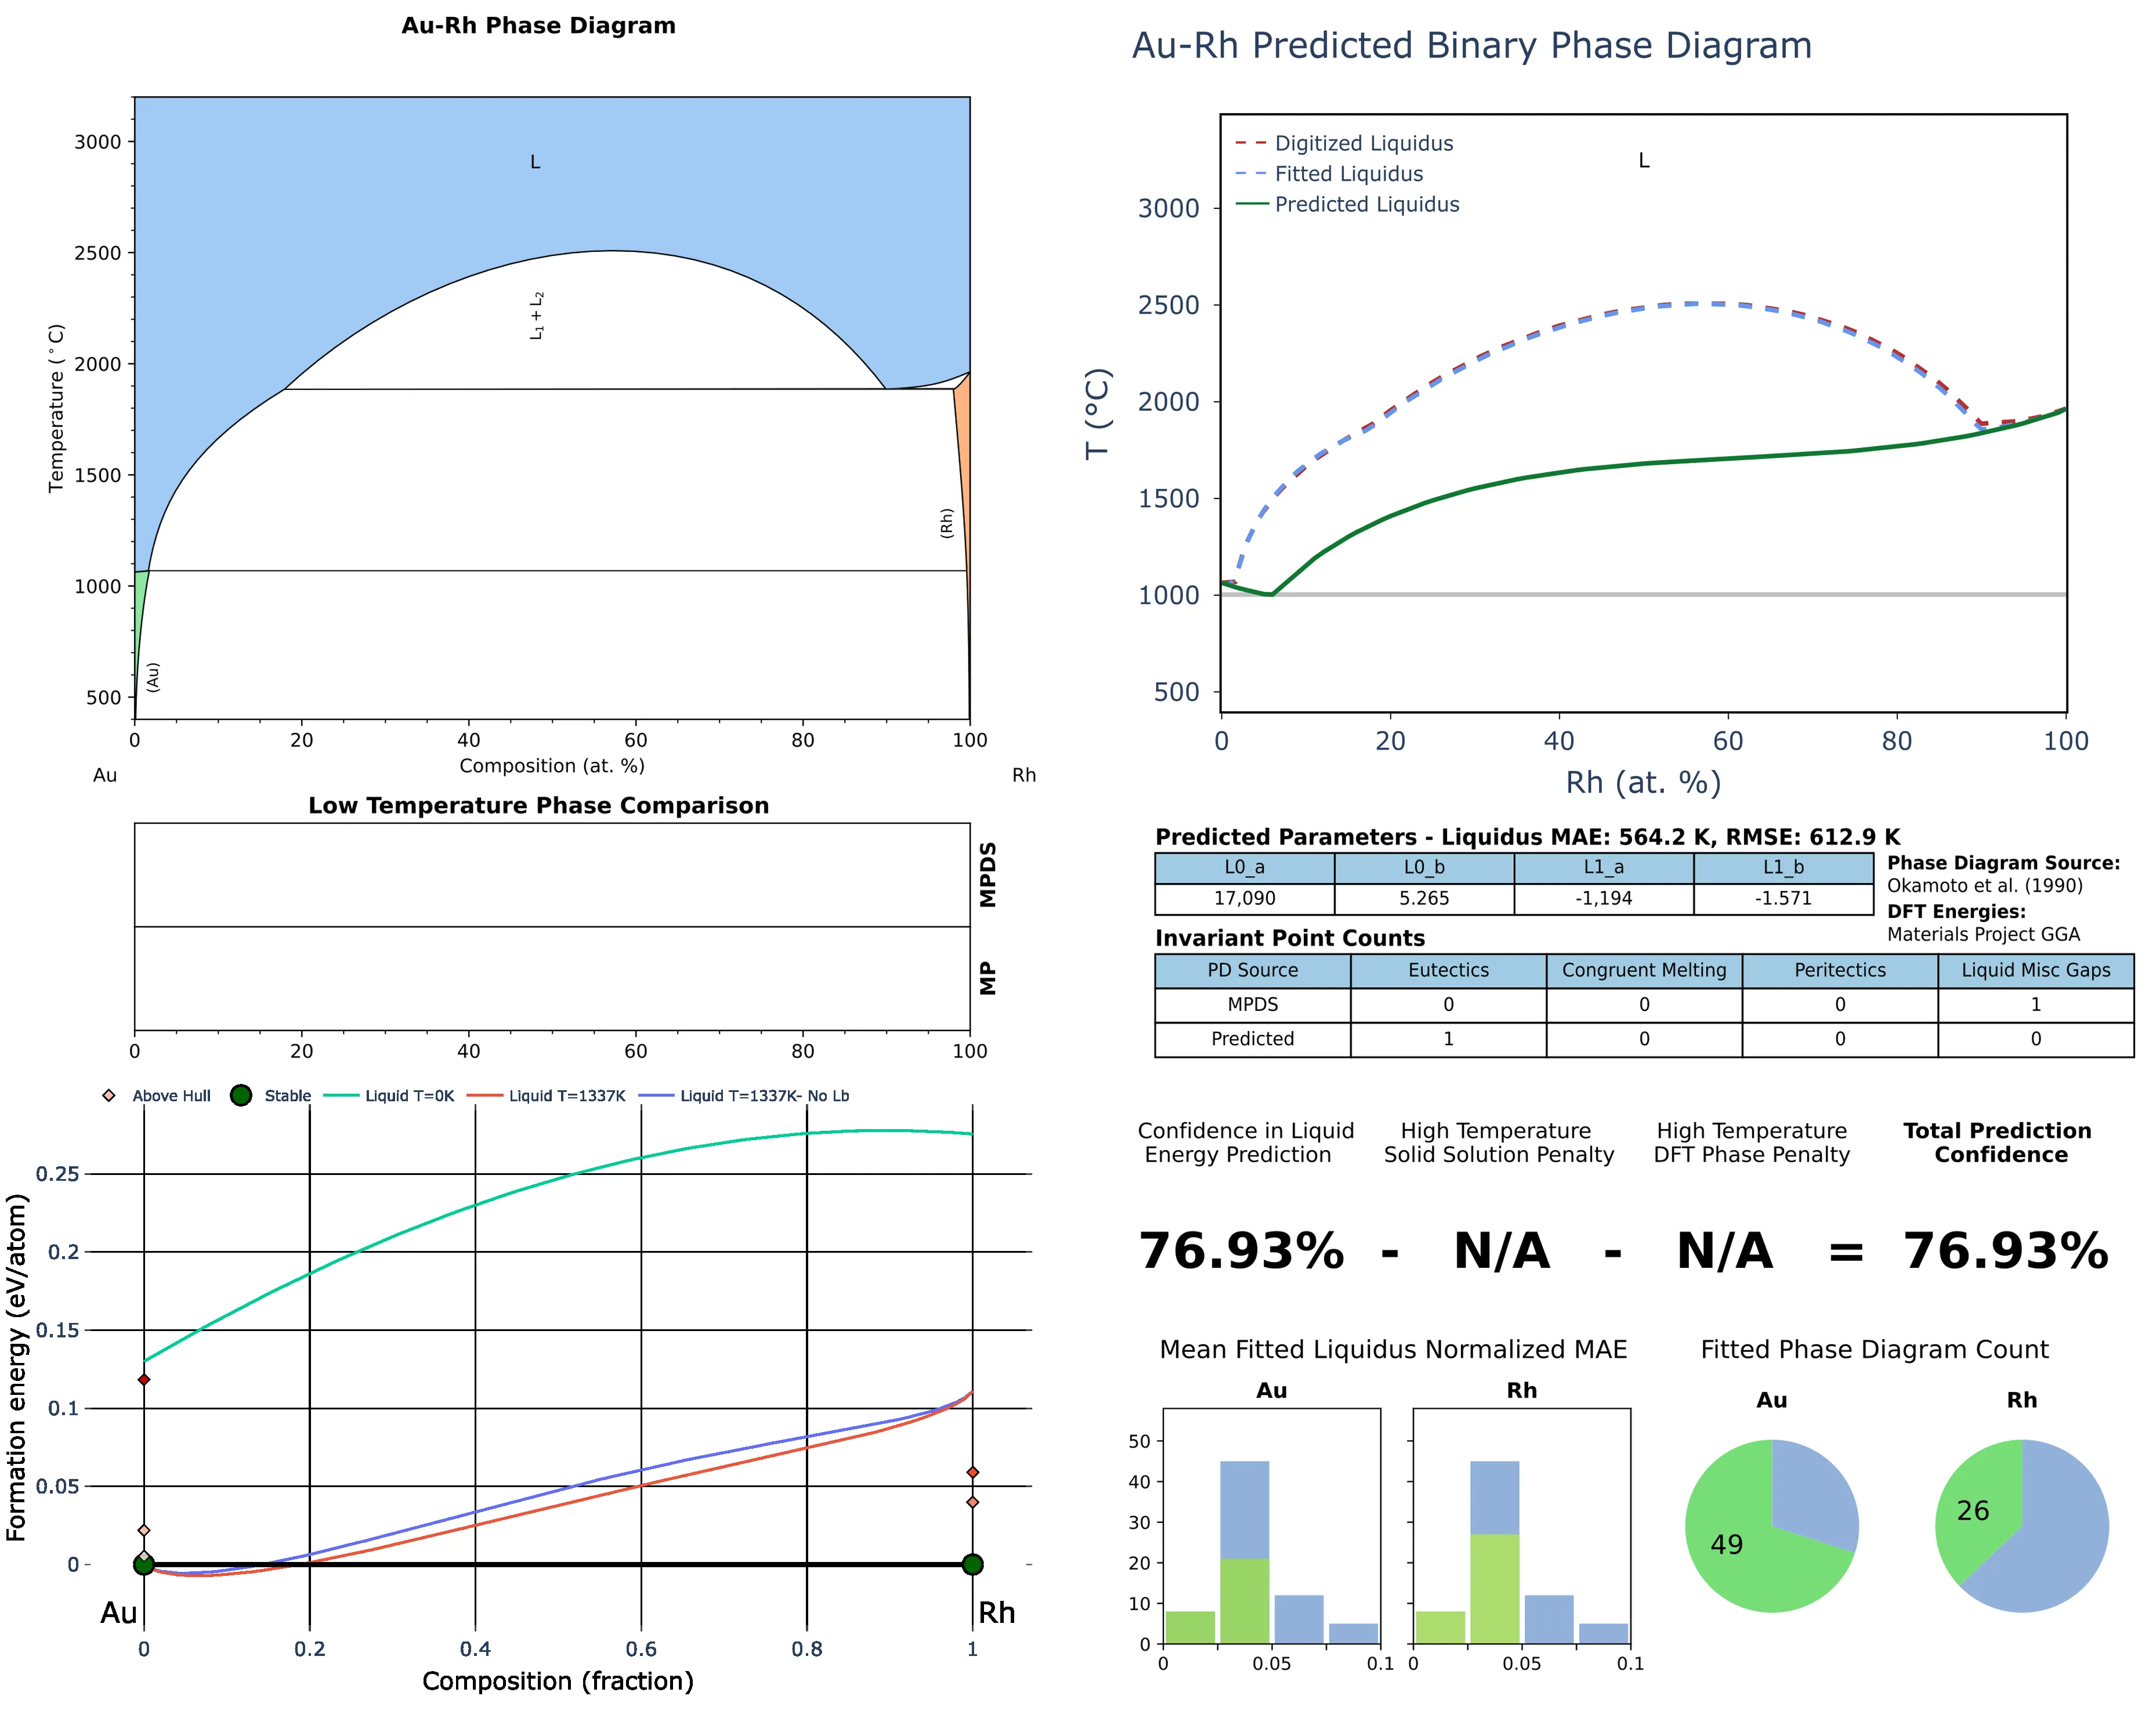 Au-Rh Phase Diagram
3000
2500
2000
1500
1000
500
Temperature (°C)
L
L1 + L2
(Rh)
(Au)
0 20 40 60 80 100
Composition (at. %)
Au Rh
Au-Rh Predicted Binary Phase Diagram
Digitized Liquidus
Fitted Liquidus
Predicted Liquidus
L
3000
2500
2000
1500
1000
500
T (°C)
0 20 40 60 80 100
Rh (at. %)
Low Temperature Phase Comparison
MPDS
MP
0 20 40 60 80 100
Predicted Parameters - Liquidus MAE: 564.2 K, RMSE: 612.9 K
L0_a L0_b L1_a L1_b
17,090 5.265 -1,194 -1.571
Phase Diagram Source:
Okamoto et al. (1990)
DFT Energies:
Materials Project GGA
Invariant Point Counts
PD Source Eutectics Congruent Melting Peritectics Liquid Misc Gaps
MPDS 0 0 0 1
Predicted 1 0 0 0
Above Hull Stable Liquid T=0K Liquid T=1337K Liquid T=1337K- No Lb
0.25
0.2
0.15
0.1
0.05
0
Formation energy (eV/atom)
Au Rh
0 0.2 0.4 0.6 0.8 1
Composition (fraction)
Confidence in Liquid
Energy Prediction
High Temperature
Solid Solution Penalty
High Temperature
DFT Phase Penalty
Total Prediction
Confidence
76.93% - N/A - N/A = 76.93%
Mean Fitted Liquidus Normalized MAE
Au Rh
50
40
30
20
10
0
0 0.05 0.1 0 0.05 0.1
Fitted Phase Diagram Count
Au Rh
49 26